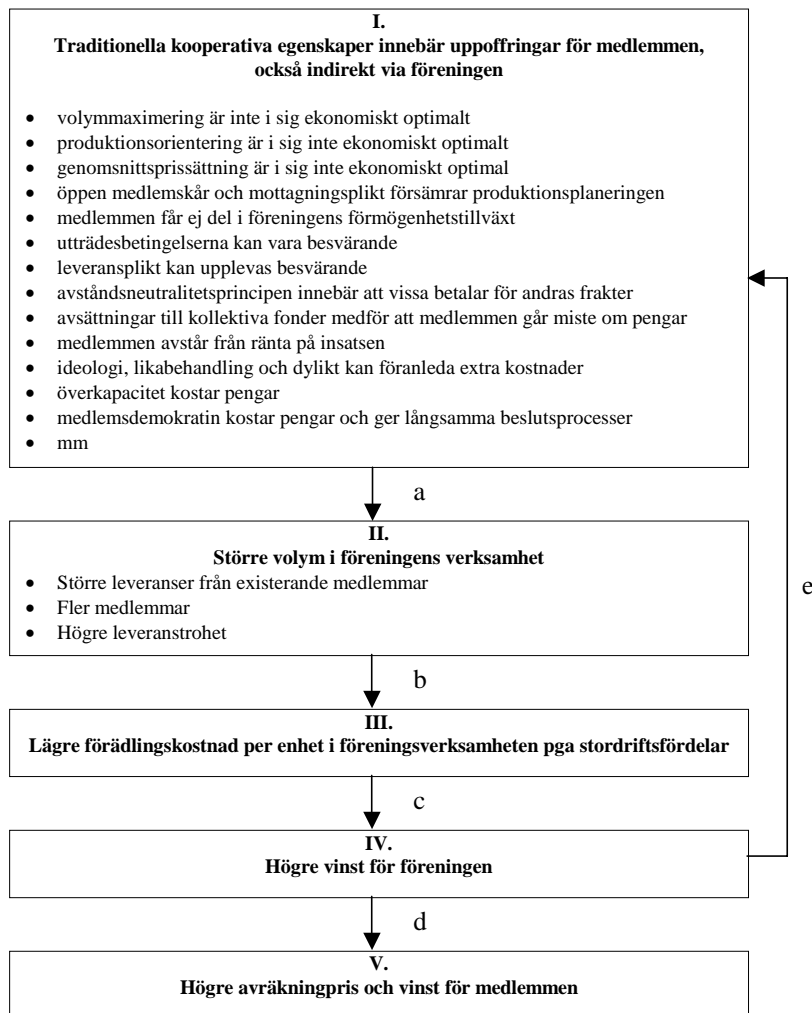 I.
Traditionella kooperativa egenskaper innebär uppoffringar för medlemmen,
också indirekt via föreningen
• volymmaximering är inte i sig ekonomiskt optimalt
• produktionsorientering är i sig inte ekonomiskt optimalt
• genomsnittsprissättning är i sig inte ekonomiskt optimal
• öppen medlemskår och mottagningsplikt försämrar produktionsplaneringen
• medlemmen får ej del i föreningens förmögenhetstillväxt
• utträdesbetingelserna kan vara besvärande
• leveransplikt kan upplevas besvärande
• avståndsneutralitetsprincipen innebär att vissa betalar för andras frakter
• avsättningar till kollektiva fonder medför att medlemmen går miste om pengar
• medlemmen avstår från ränta på insatsen
• ideologi, likabehandling och dylikt kan föranleda extra kostnader
• överkapacitet kostar pengar
• medlemsdemokratin kostar pengar och ger långsamma beslutsprocesser
• mm
a
II.
Större volym i föreningens verksamhet
• Större leveranser från existerande medlemmar
• Fler medlemmar
• Högre leveranstrohet
e
b
III.
Lägre förädlingskostnad per enhet i föreningsverksamheten pga stordriftsfördelar
c
IV.
Högre vinst för föreningen
d
V.
Högre avräkningpris och vinst för medlemmen